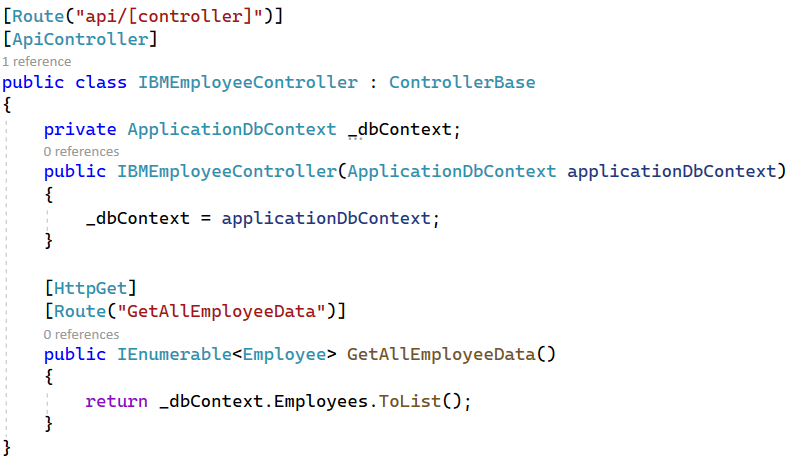 [Route("api/[controller]")]
[ApiController]
1 reference
public class IBMEmployeeController : ControllerBase
{
private ApplicationDbContext _dbContext;
0 references
public IBMEmployeeController(ApplicationDbContext applicationDbContext)
{
_dbContext = applicationDbContext;
}
[HttpGet]
[Route("GetAllEmployeeData")]
0 references
public IEnumerable<Employee> GetAllEmployeeData()
{
return _dbContext.Employees.ToList();
}
}